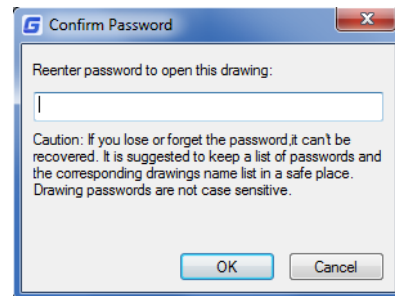 Confirm Password
Reenter password to open this drawing:
Caution: If you lose or forget the password,it can't be
recovered. It is suggested to keep a list of passwords and
the corresponding drawings name list in a safe place.
Drawing passwords are not case sensitive.
OK
Cancel